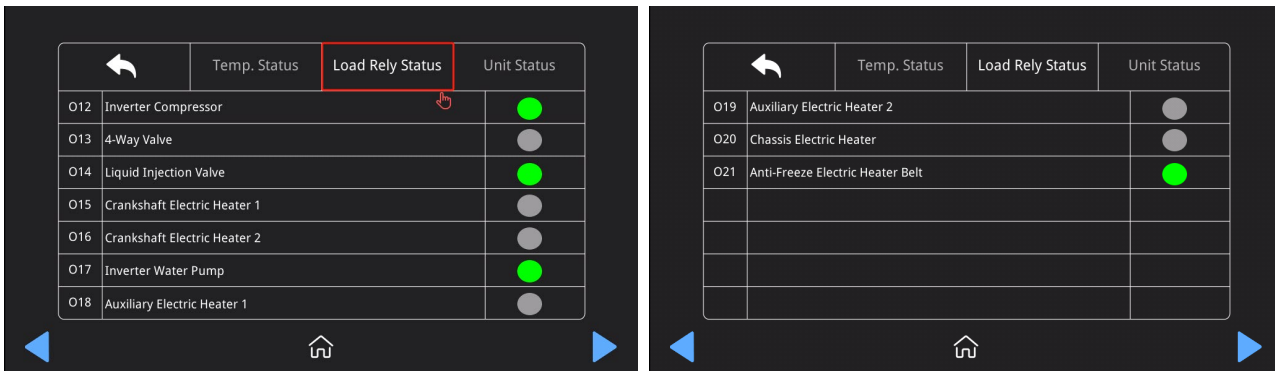 Temp. Status Load Rely Status Unit Status
O12 Inverter Compressor
O13 4-Way Valve
O14 Liquid Injection Valve
O15 Crankshaft Electric Heater 1
O16 Crankshaft Electric Heater 2
O17 Inverter Water Pump
O18 Auxiliary Electric Heater 1
Temp. Status Load Rely Status Unit Status
O19 Auxiliary Electric Heater 2
O20 Chassis Electric Heater
O21 Anti-Freeze Electric Heater Belt